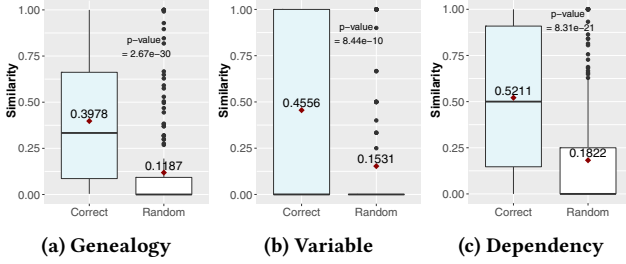 1.00
0.75
0.50
0.25
0.00
Similarity
p-value
= 2.67e-30
0.3978
0.1187
Correct
Random
(a) Genealogy
1.00
0.75
0.50
0.25
0.00
Similarity
p-value
= 8.44e-10
0.4556
0.1531
Correct
Random
(b) Variable
1.00
0.75
0.50
0.25
0.00
Similarity
p-value
= 8.31e-21
0.5211
0.1822
Correct
Random
(c) Dependency